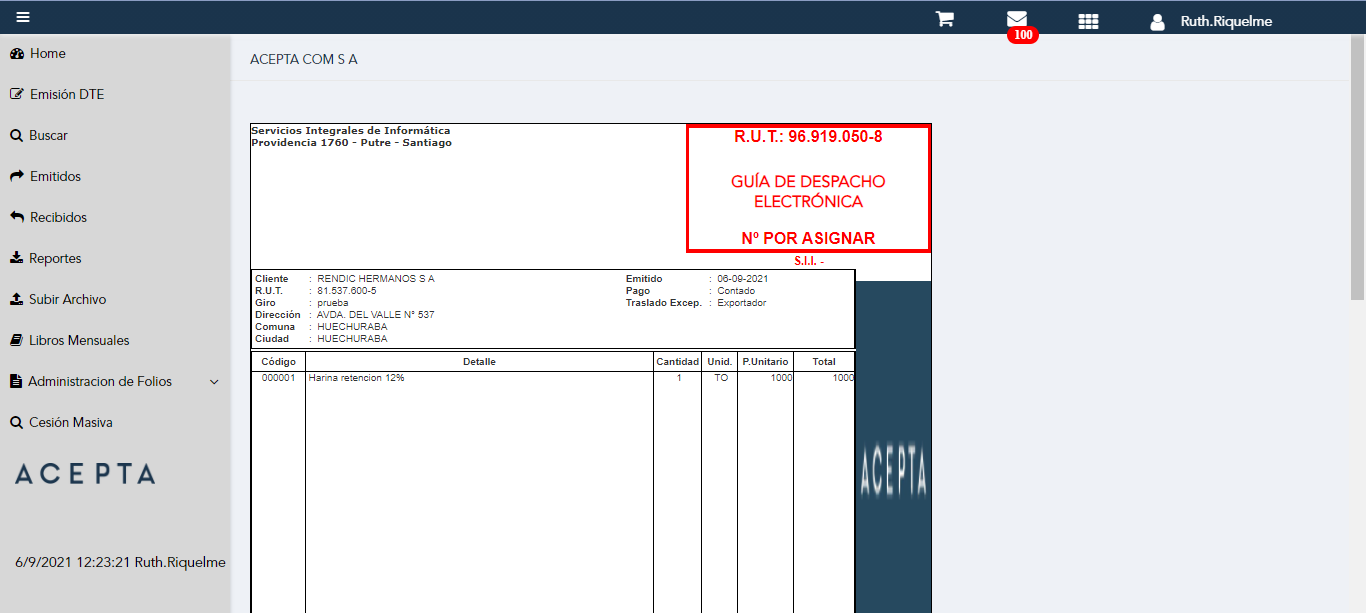 Ruth.Riquelme
100
Home
Emisión DTE
Buscar
Emitidos
Recibidos
Reportes
Subir Archivo
Libros Mensuales
Administracion de Folios
Cesión Masiva
ACEPTA
6/9/2021 12:23:21 Ruth.Riquelme
ACEPTA COM S A
Servicios Integrales de Informática
Providencia 1760 - Putre - Santiago
R.U.T.: 96.919.050-8
GUÍA DE DESPACHO
ELECTRÓNICA
Nº POR ASIGNAR
S.I.I. -
Cliente : RENDIC HERMANOS S A
R.U.T. : 81.537.600-5
Giro : prueba
Dirección : AVDA. DEL VALLE N° 537
Comuna : HUECHURABA
Ciudad : HUECHURABA
Emitido : 06-09-2021
Pago : Contado
Traslado Excep. : Exportador
Código Detalle Cantidad Unid. P.Unitario Total
000001 Harina retencion 12% 1 TO 1000 1000
ACEPTA